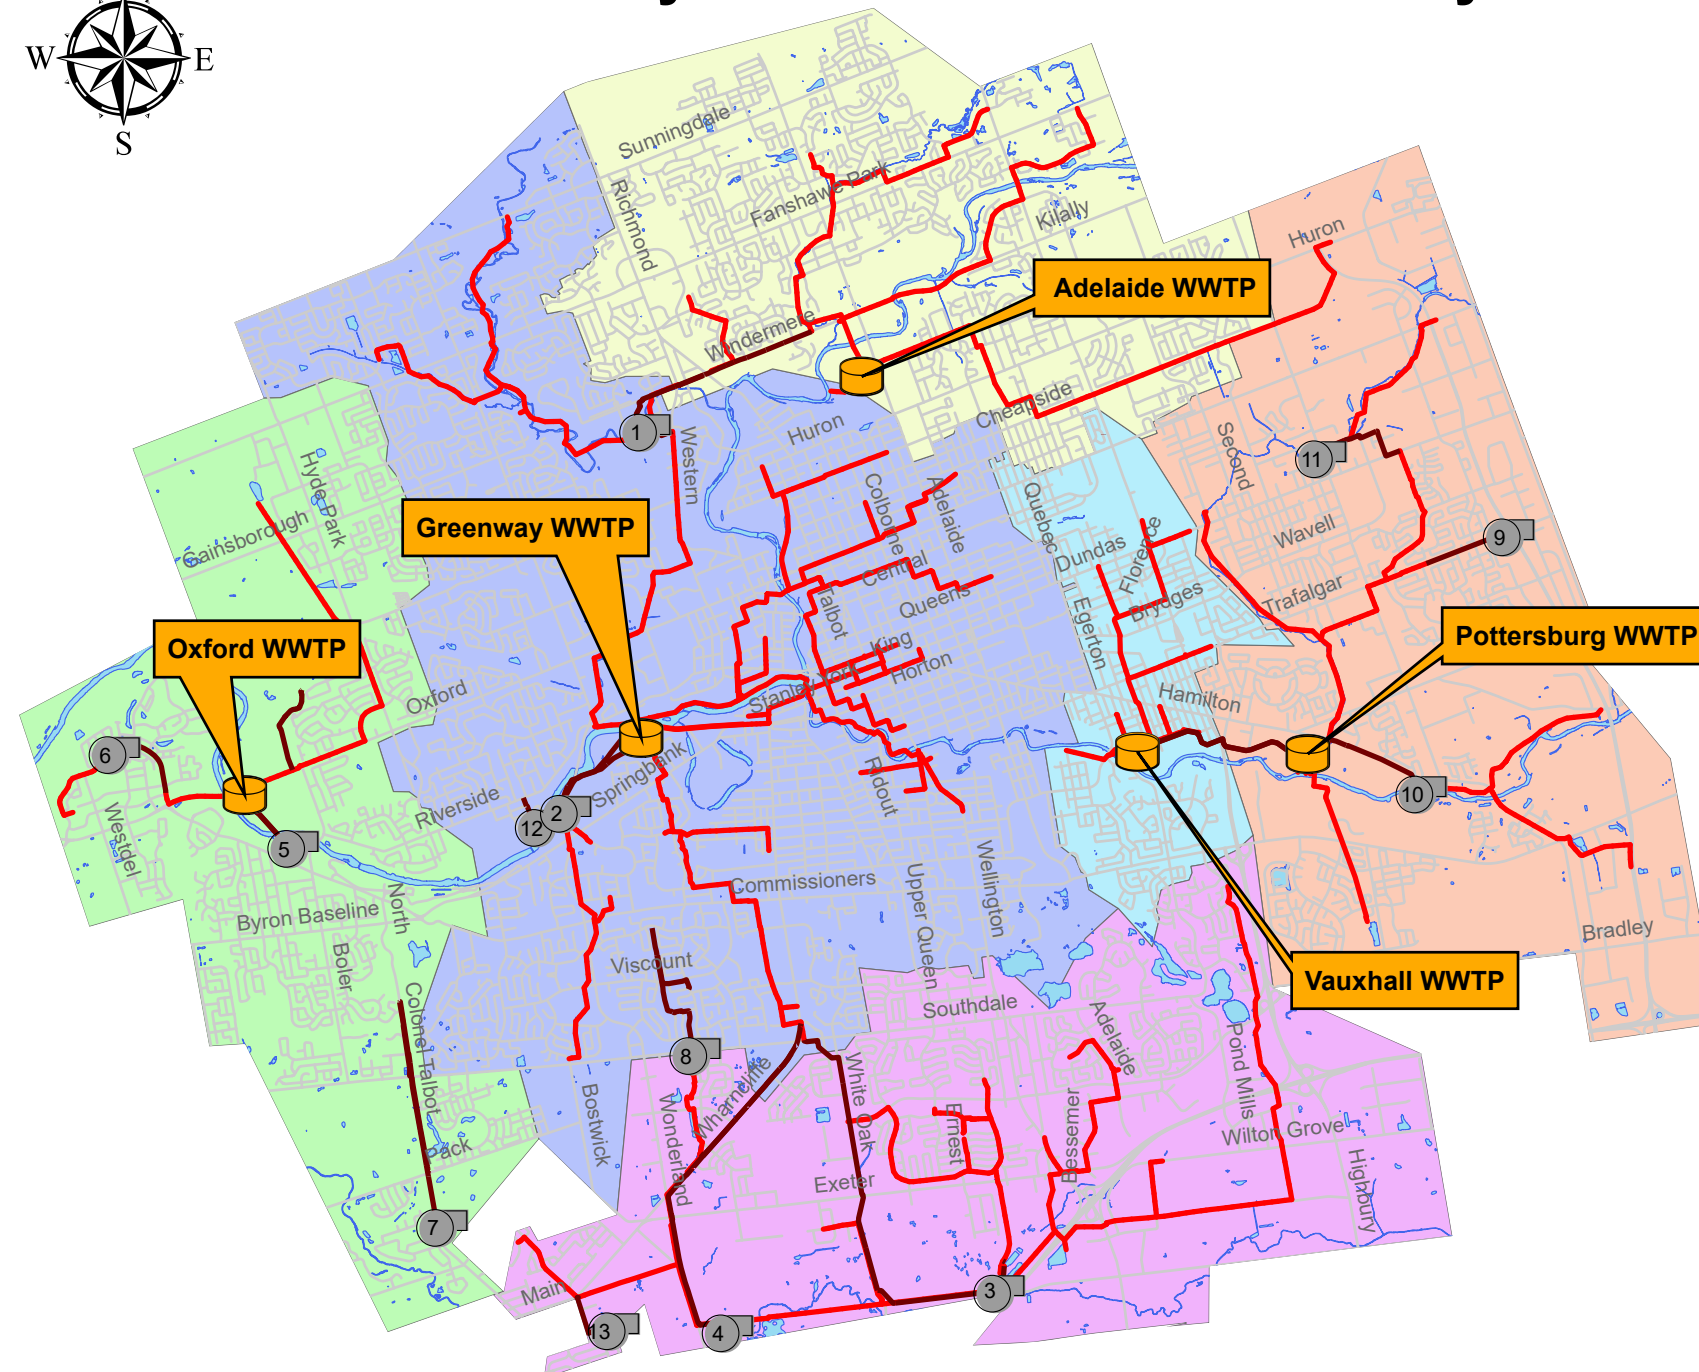 W E
S
Sunningdale
Richmond
Fanshawe Park
Kilally
Huron
Adelaide WWTP
Windermere
Cheapside
Huron
Western
1
Second
11
Hyde Park
Gainsborough
Greenway WWTP
Colborne
Adelaide
Quebec
Dundas
Florence
Wavell
9
Central
Talbot
Queens
Brydges
Trafalgar
Egerton
Oxford WWTP
King
Horton
Pottersburg WWTP
Oxford
Stanley York
Hamilton
6
Springbank
Ridout
10
Riverside
2
12
Westdel
5
Commissioners
Wellington
Upper Queen
North
Byron Baseline
Boler
Bradley
Viscount
Vauxhall WWTP
Southdale
Colonel Talbot
8
Adelaide
Pond Mills
Wharncliffe
White Oak
Bostwick
Wonderland
Ernest
Bessemer
Wilton Grove
Pack
Exeter
Highbury
7
Main
3
13
4